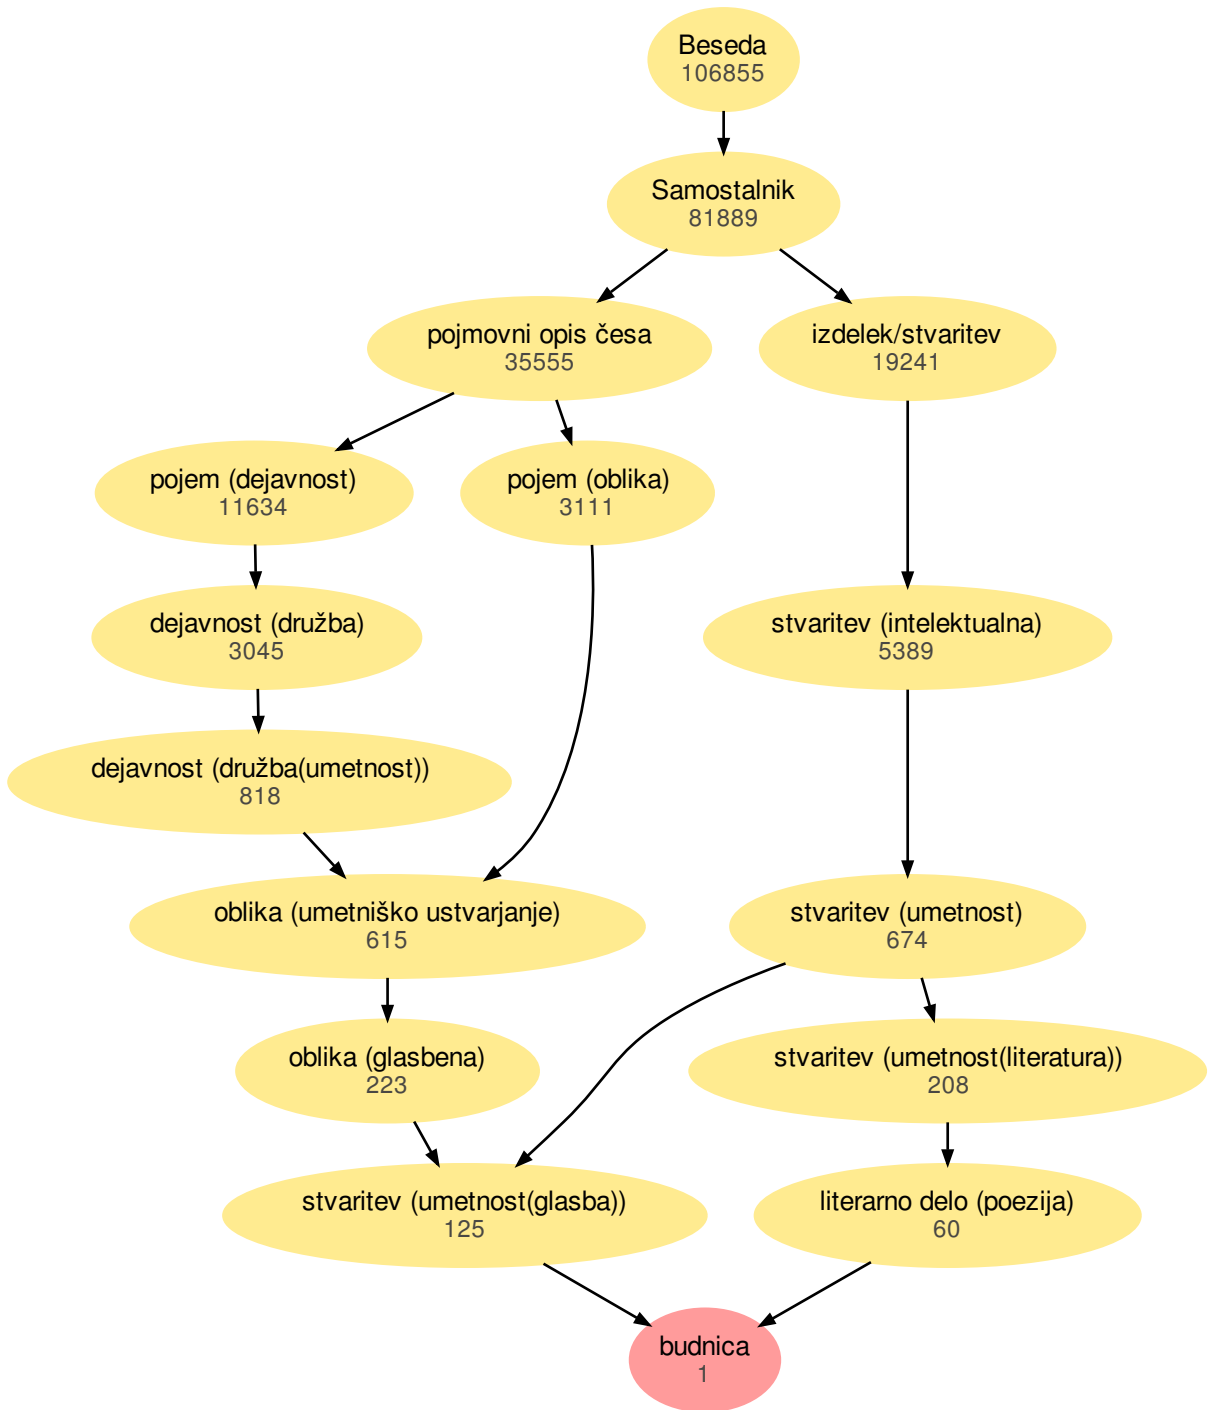 Beseda
106855
Samostalnik
81889
pojmovni opis česa
35555
izdelek/stvaritev
19241
pojem (dejavnost)
11634
pojem (oblika)
3111
dejavnost (družba)
3045
stvaritev (intelektualna)
5389
dejavnost (družba(umetnost))
818
oblika (umetniško ustvarjanje)
615
stvaritev (umetnost)
674
oblika (glasbena)
223
stvaritev (umetnost(literatura))
208
stvaritev (umetnost(glasba))
125
literarno delo (poezija)
60
budnica
1